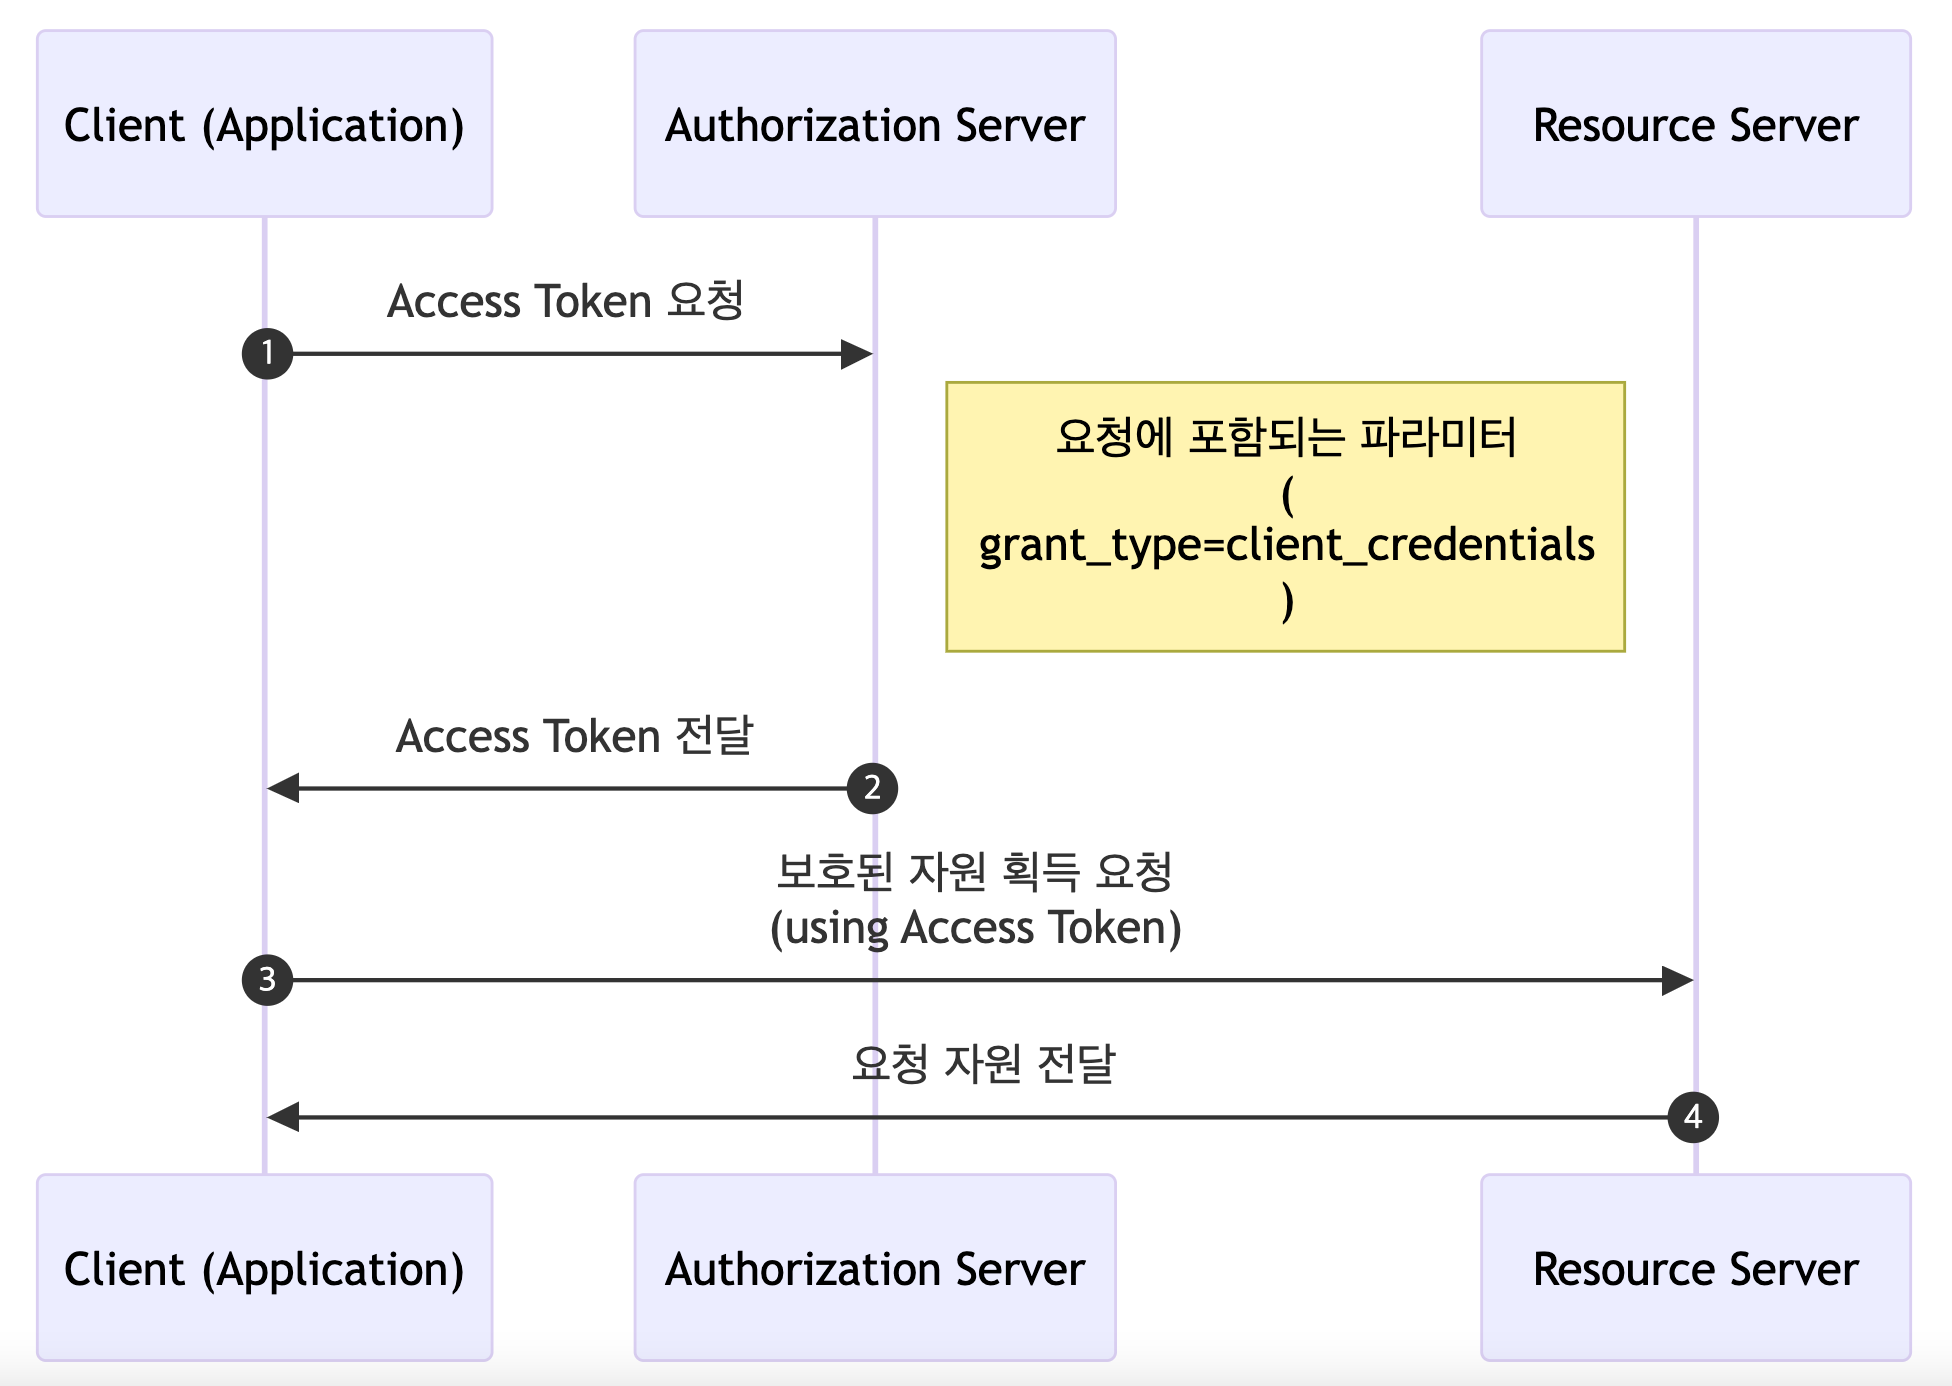 Client (Application)
Authorization Server
Resource Server
Access Token 요청
1
요청에 포함되는 파라미터
(
grant_type=client_credentials
)
Access Token 전달
2
보호된 자원 획득 요청
(using Access Token)
3
요청 자원 전달
4
Client (Application)
Authorization Server
Resource Server